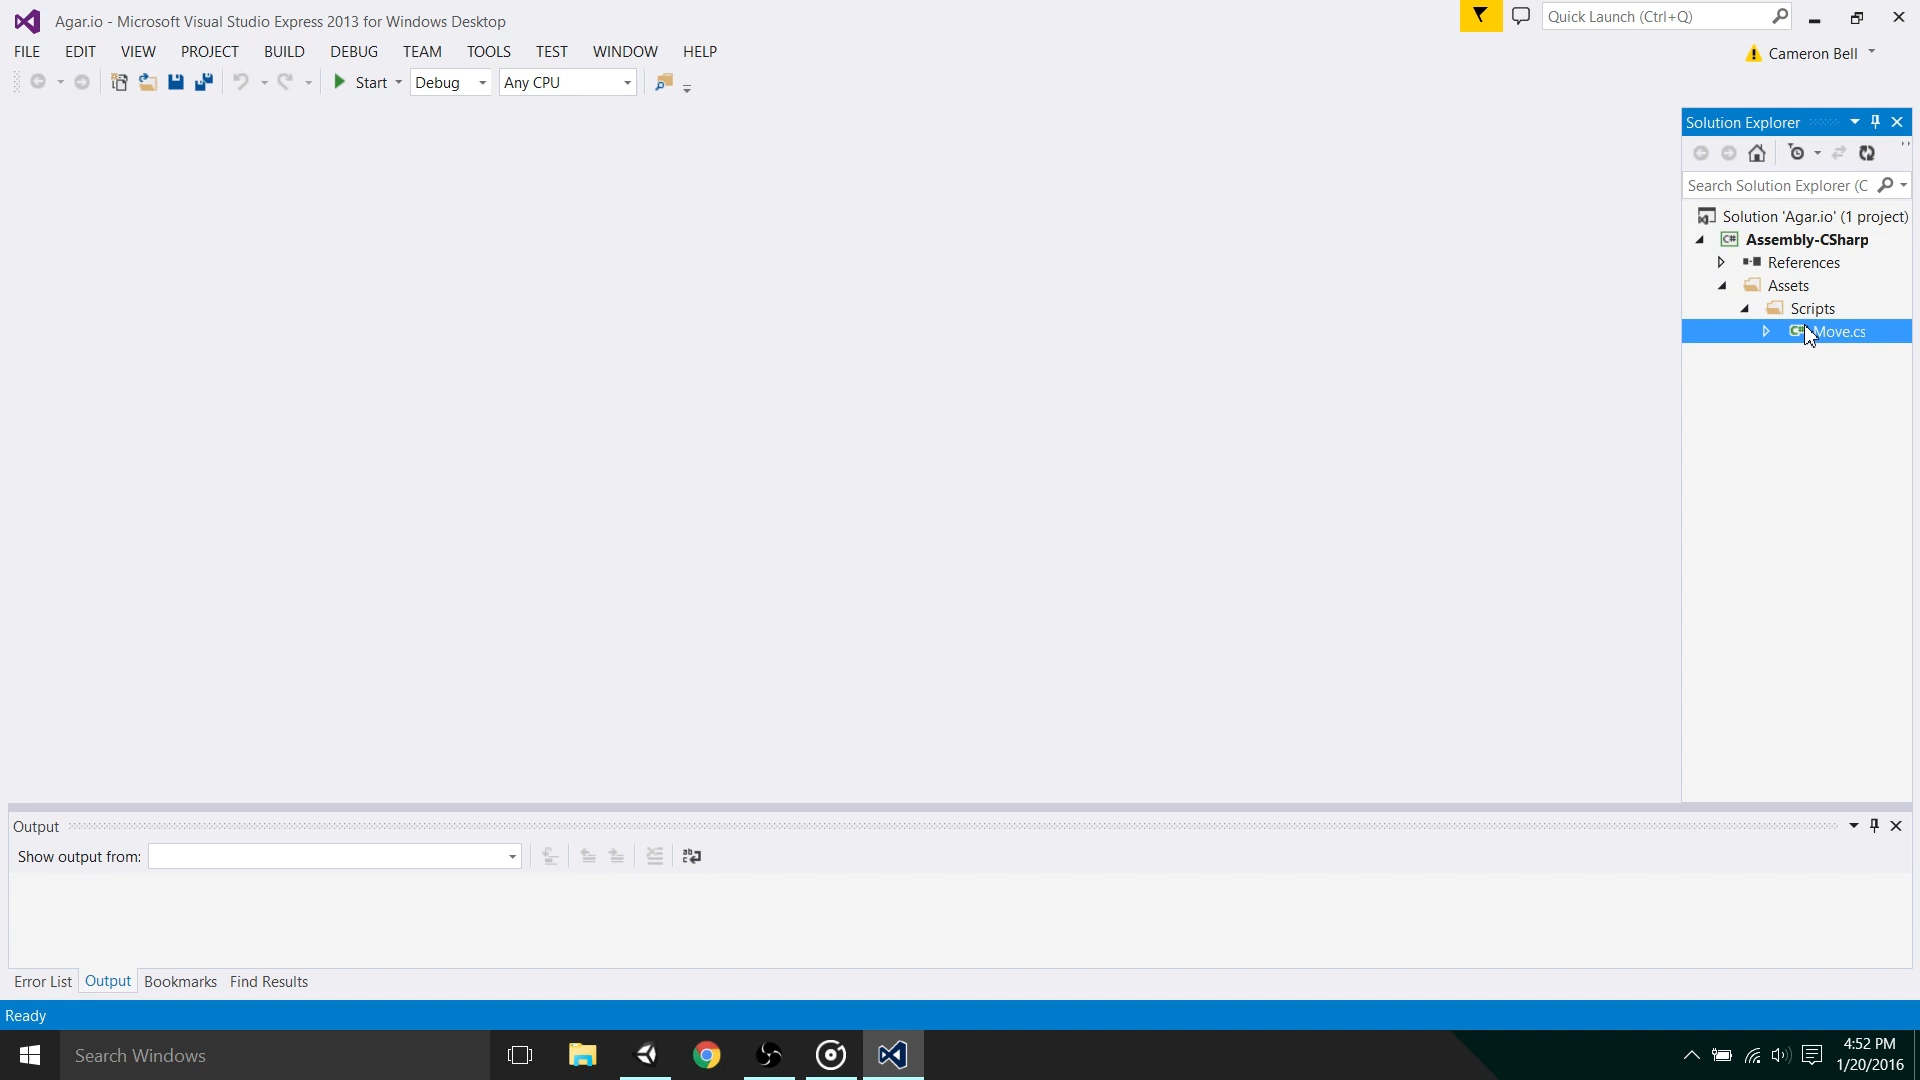 Agar.io - Microsoft Visual Studio Express 2013 for Windows Desktop
Quick Launch (Ctrl+Q)
FILE EDIT VIEW PROJECT BUILD DEBUG TEAM TOOLS TEST WINDOW HELP
Cameron Bell
Start Debug Any CPU
Solution Explorer
Search Solution Explorer (C
Solution 'Agar.io' (1 project)
C# Assembly-CSharp
References
Assets
Scripts
C# Move.cs
Output
Show output from:
Error List Output Bookmarks Find Results
Ready
Search Windows
4:52 PM
1/20/2016